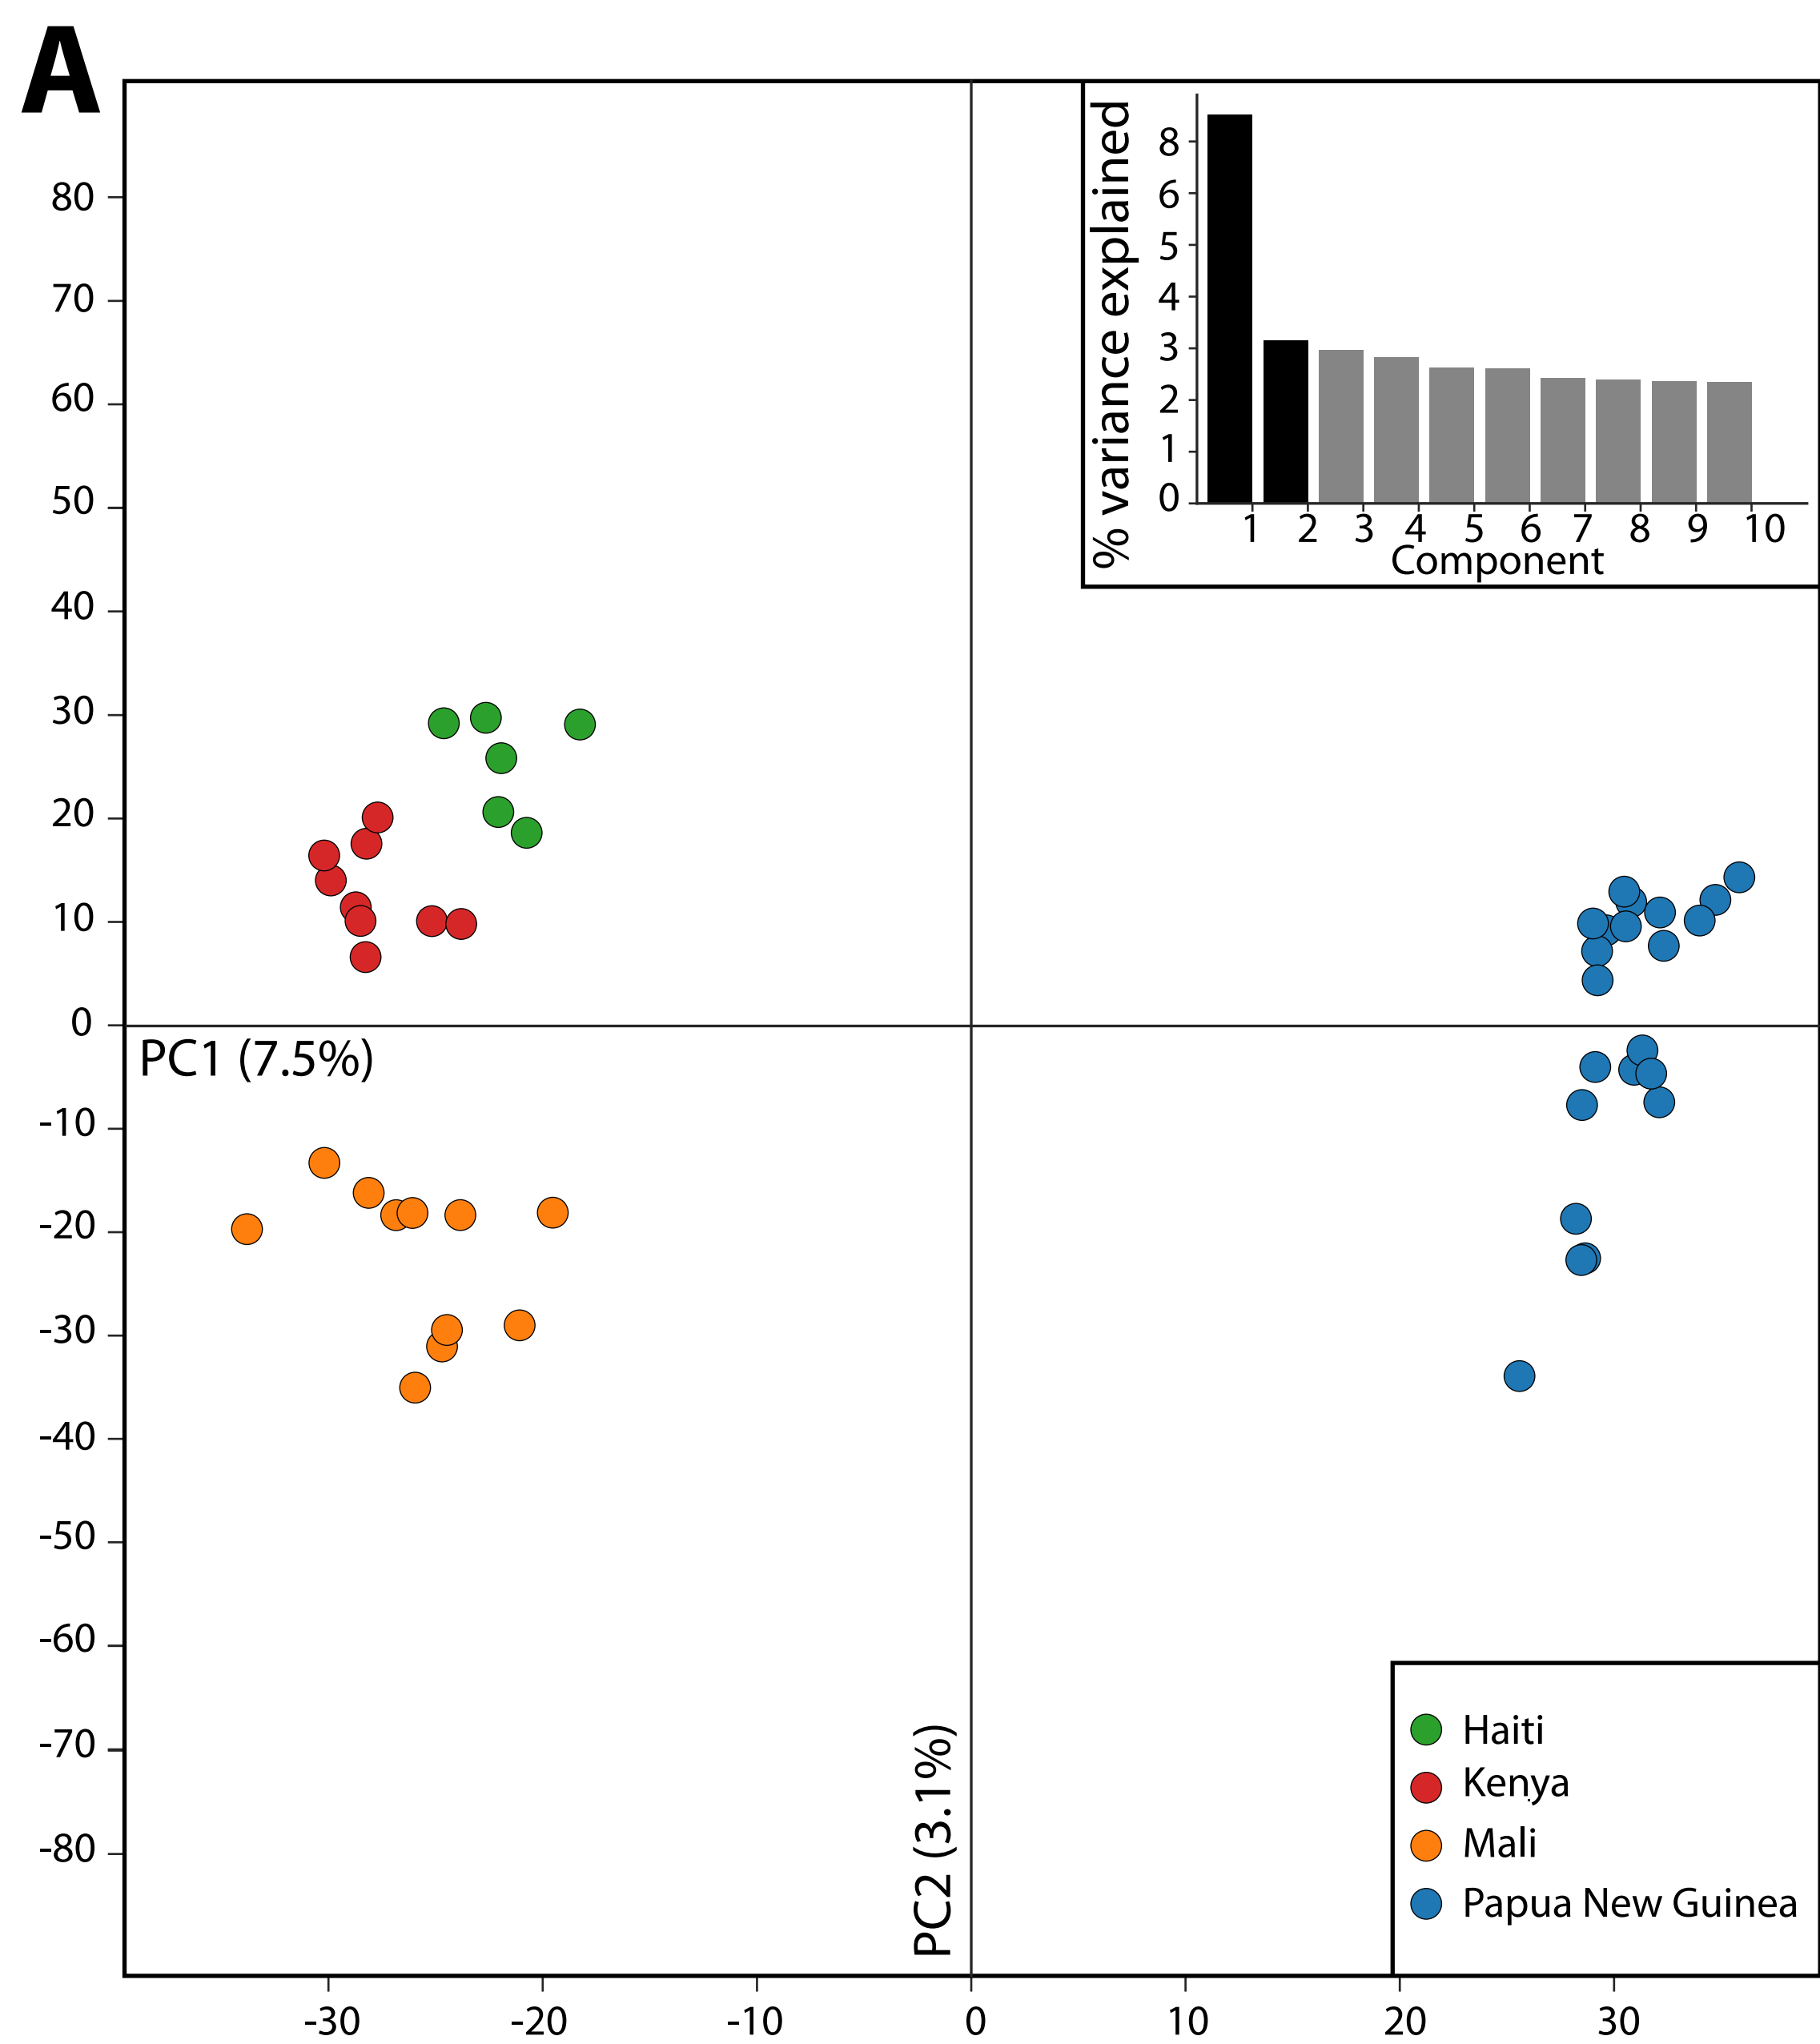 A
80
70
60
50
40
30
20
10
0
-10
-20
-30
-40
-50
-60
-70
-80
% variance explained
8
6
5
4
3
2
1
0
1 2 3 4 5 6 7 8 9 10
Component
PC1 (7.5%)
PC2 (3.1%)
Haiti
Kenya
Mali
Papua New Guinea
-30 -20 -10 0 10 20 30